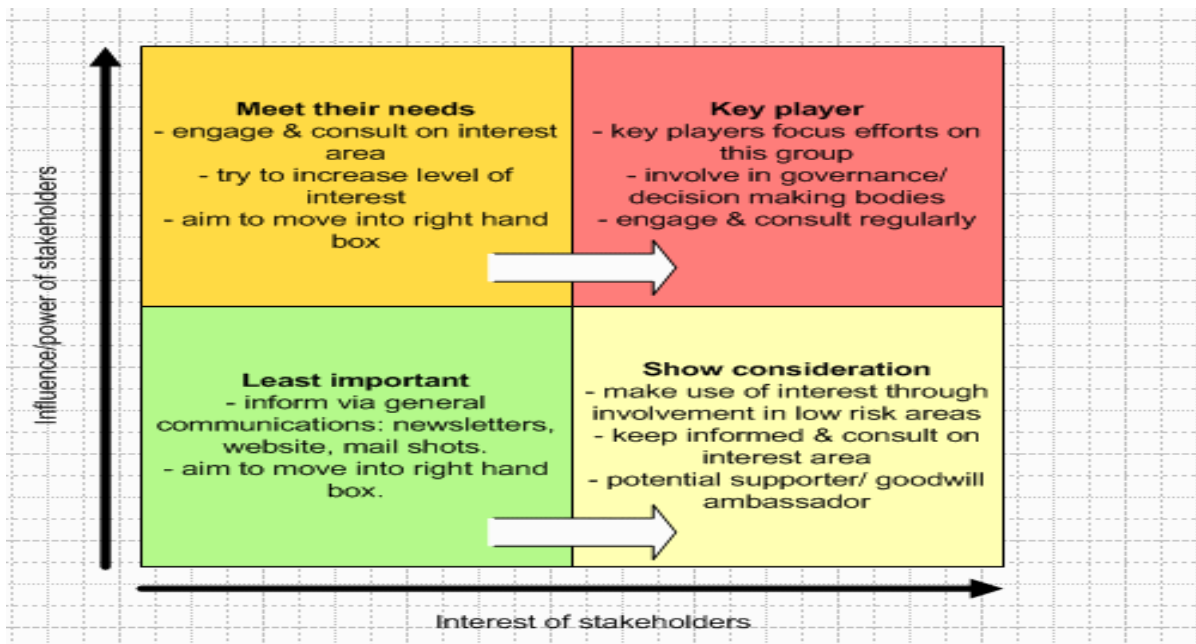 Influence/power of stakeholders
Meet their needs
- engage & consult on interest
area
- try to increase level of
interest
- aim to move into right hand
box
Key player
- key players focus efforts on
this group
- involve in governance/
decision making bodies
- engage & consult regularly
Least important
- inform via general
communications: newsletters,
website, mail shots.
- aim to move into right hand
box.
Show consideration
- make use of interest through
involvement in low risk areas
- keep informed & consult on
interest area
- potential supporter/ goodwill
ambassador
Interest of stakeholders